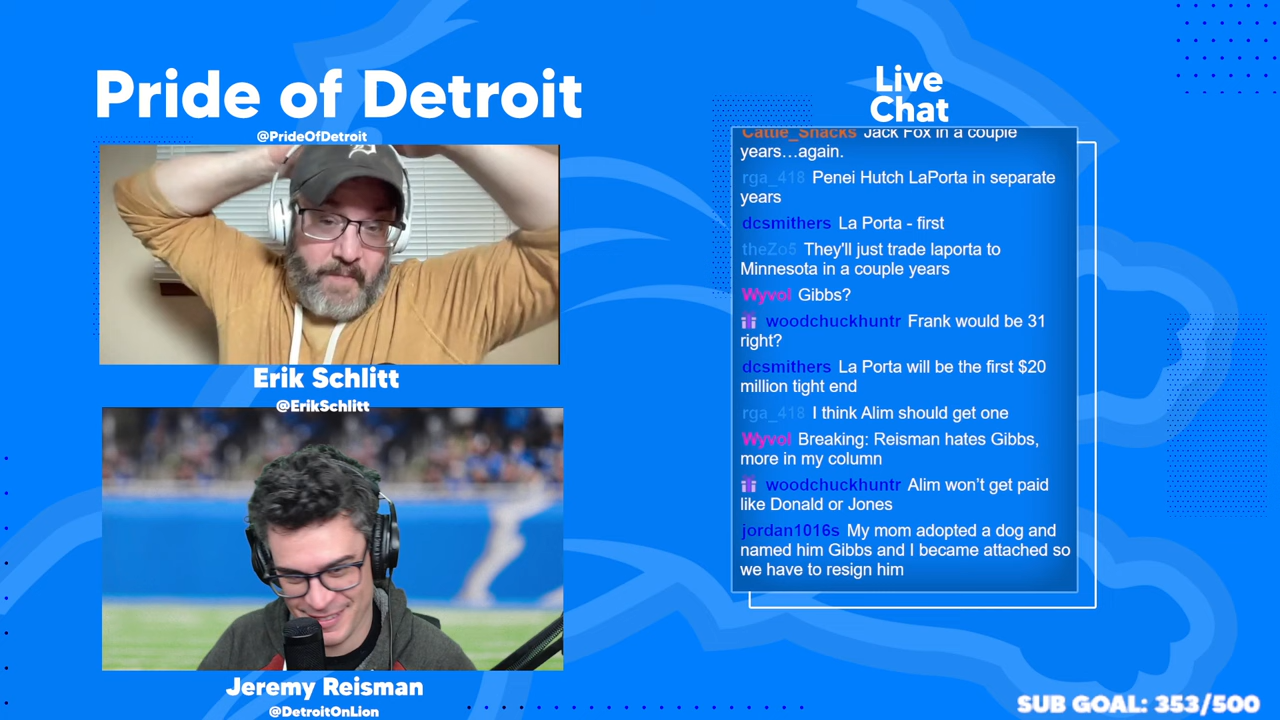 Pride of Detroit
@PrideOfDetroit
Erik Schlitt
@ErikSchlitt
Jeremy Reisman
@DetroitOnLion
Live
Chat
Cattle_Snacks Jack Fox in a couple
years…again.
rga_418 Penei Hutch LaPorta in separate
years
dcsmithers La Porta - first
theZo5 They'll just trade laporta to
Minnesota in a couple years
Wyvol Gibbs?
woodchuckhuntr Frank would be 31
right?
dcsmithers La Porta will be the first $20
million tight end
rga_418 I think Alim should get one
Wyvol Breaking: Reisman hates Gibbs,
more in my column
woodchuckhuntr Alim won’t get paid
like Donald or Jones
jordan1016s My mom adopted a dog and
named him Gibbs and I became attached so
we have to resign him
SUB GOAL: 353/500